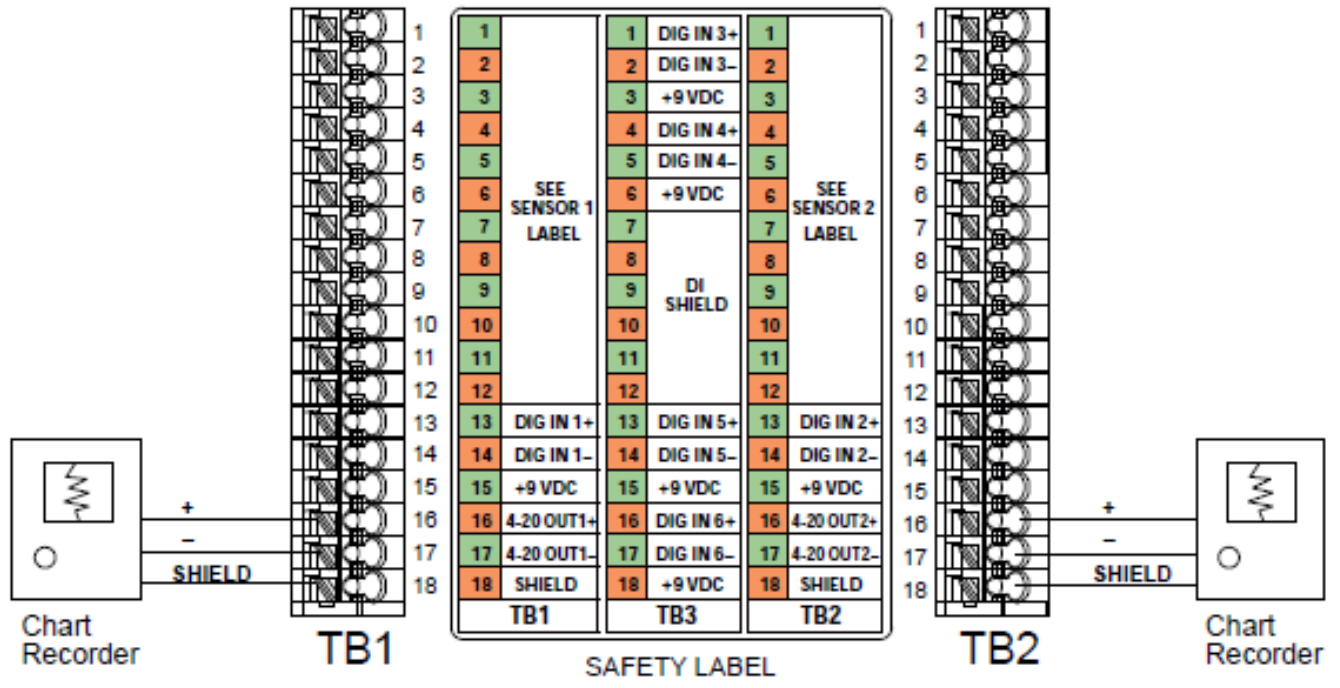 1 1 1 DIG IN 3+ 1 1
2 2 2 DIG IN 3– 2 2
3 3 3 +9 VDC 3 3
4 4 4 DIG IN 4+ 4 4
5 5 5 DIG IN 4– 5 5
6 6 SEE 6 +9 VDC 6 SEE 6
SENSOR 1 SENSOR 2
7 7 LABEL 7 7 LABEL 7
8 8 8 8 8
9 9 9 DI 9 9
SHIELD
10 10 10 10 10
11 11 11 11 11
12 12 12 12 12
13 13 DIG IN 1+ 13 DIG IN 5+ 13 DIG IN 2+ 13
14 14 DIG IN 1– 14 DIG IN 5– 14 DIG IN 2– 14
15 15 +9 VDC 15 +9 VDC 15 +9 VDC 15
+ 16 16 4-20 OUT1+ 16 DIG IN 6+ 16 4-20 OUT2+ 16 +
– 17 17 4-20 OUT1– 17 DIG IN 6– 17 4-20 OUT2– 17 –
SHIELD 18 18 SHIELD 18 +9 VDC 18 SHIELD 18 SHIELD
TB1 TB3 TB2
Chart
Recorder
TB1
SAFETY LABEL
TB2
Chart
Recorder